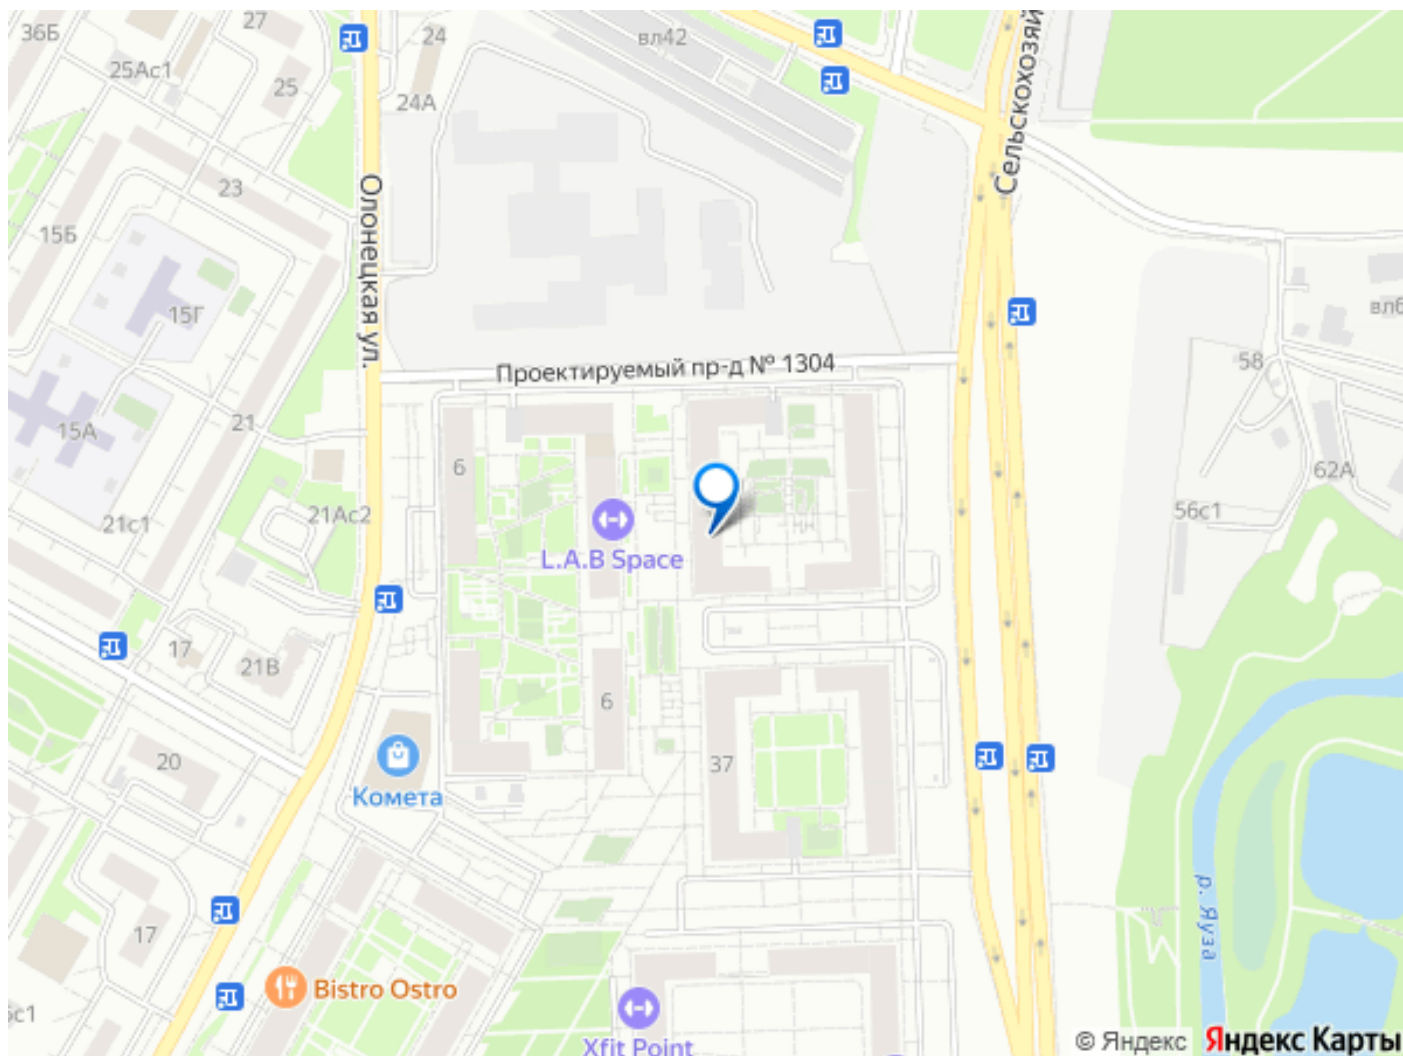 36Б
27
24
вл42
25Ас1
25
24А
Сельскохозяй
23
Олонецкая ул.
15Б
15Г
влб
Проектируемый пр-д № 1304
58
15А
21
6
62А
21с1
21Ас2
56с1
L.A.B Space
17
21В
6
20
37
Комета
17
р. Яуза
Bistro Ostro
5с1
Xfit Point
© Яндекс
Яндекс Карты